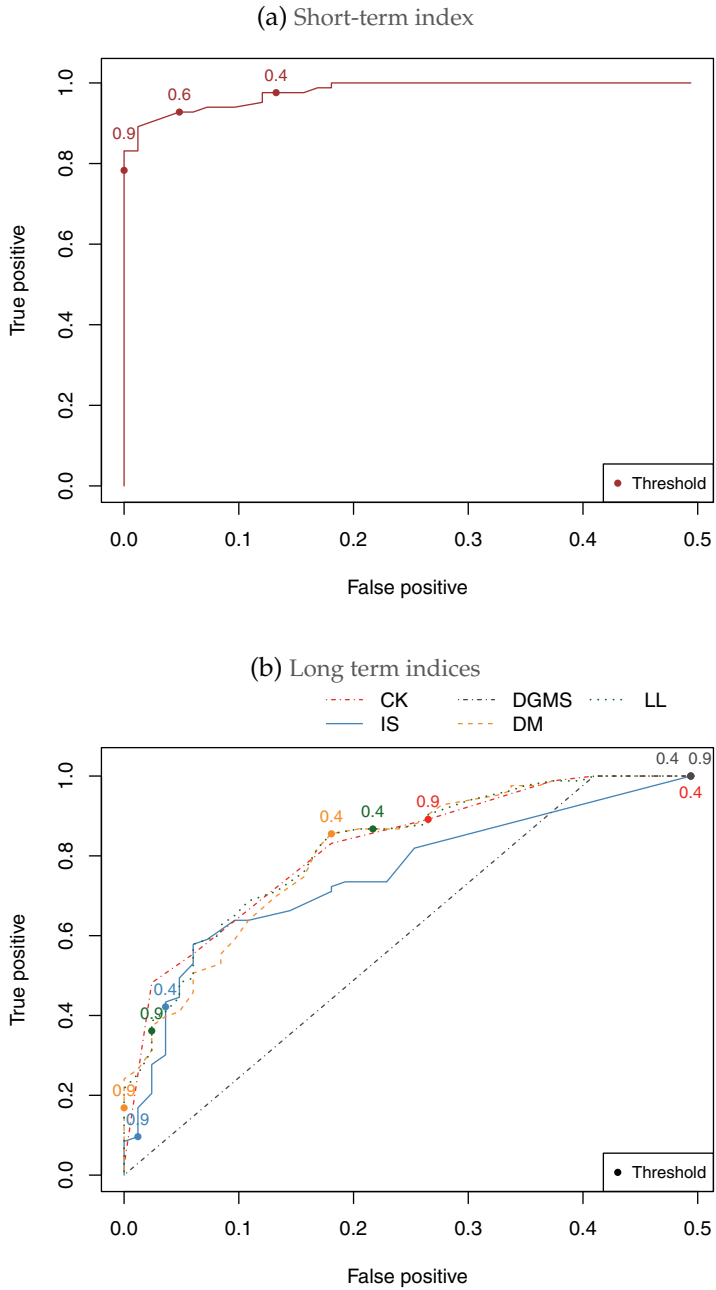 (a) Short-term index
0.9
0.6
0.4
1.0
0.8
0.6
0.4
0.2
0.0
True positive
Threshold
0.0 0.1 0.2 0.3 0.4 0.5
False positive
(b) Long term indices
CK DGMS LL
IS DM
0.4 0.9
0.4
0.4 0.4 0.9
0.4
0.9
0.9
0.9
1.0
0.8
0.6
0.4
0.2
0.0
True positive
Threshold
0.0 0.1 0.2 0.3 0.4 0.5
False positive